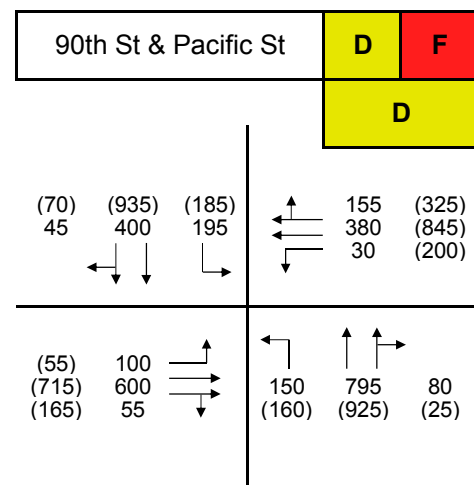 90th St & Pacific St D F
D
(70) (935) (185)
45 400 195
155 (325)
380 (845)
30 (200)
(55) 100
(715) 600
(165) 55
150 795 80
(160) (925) (25)